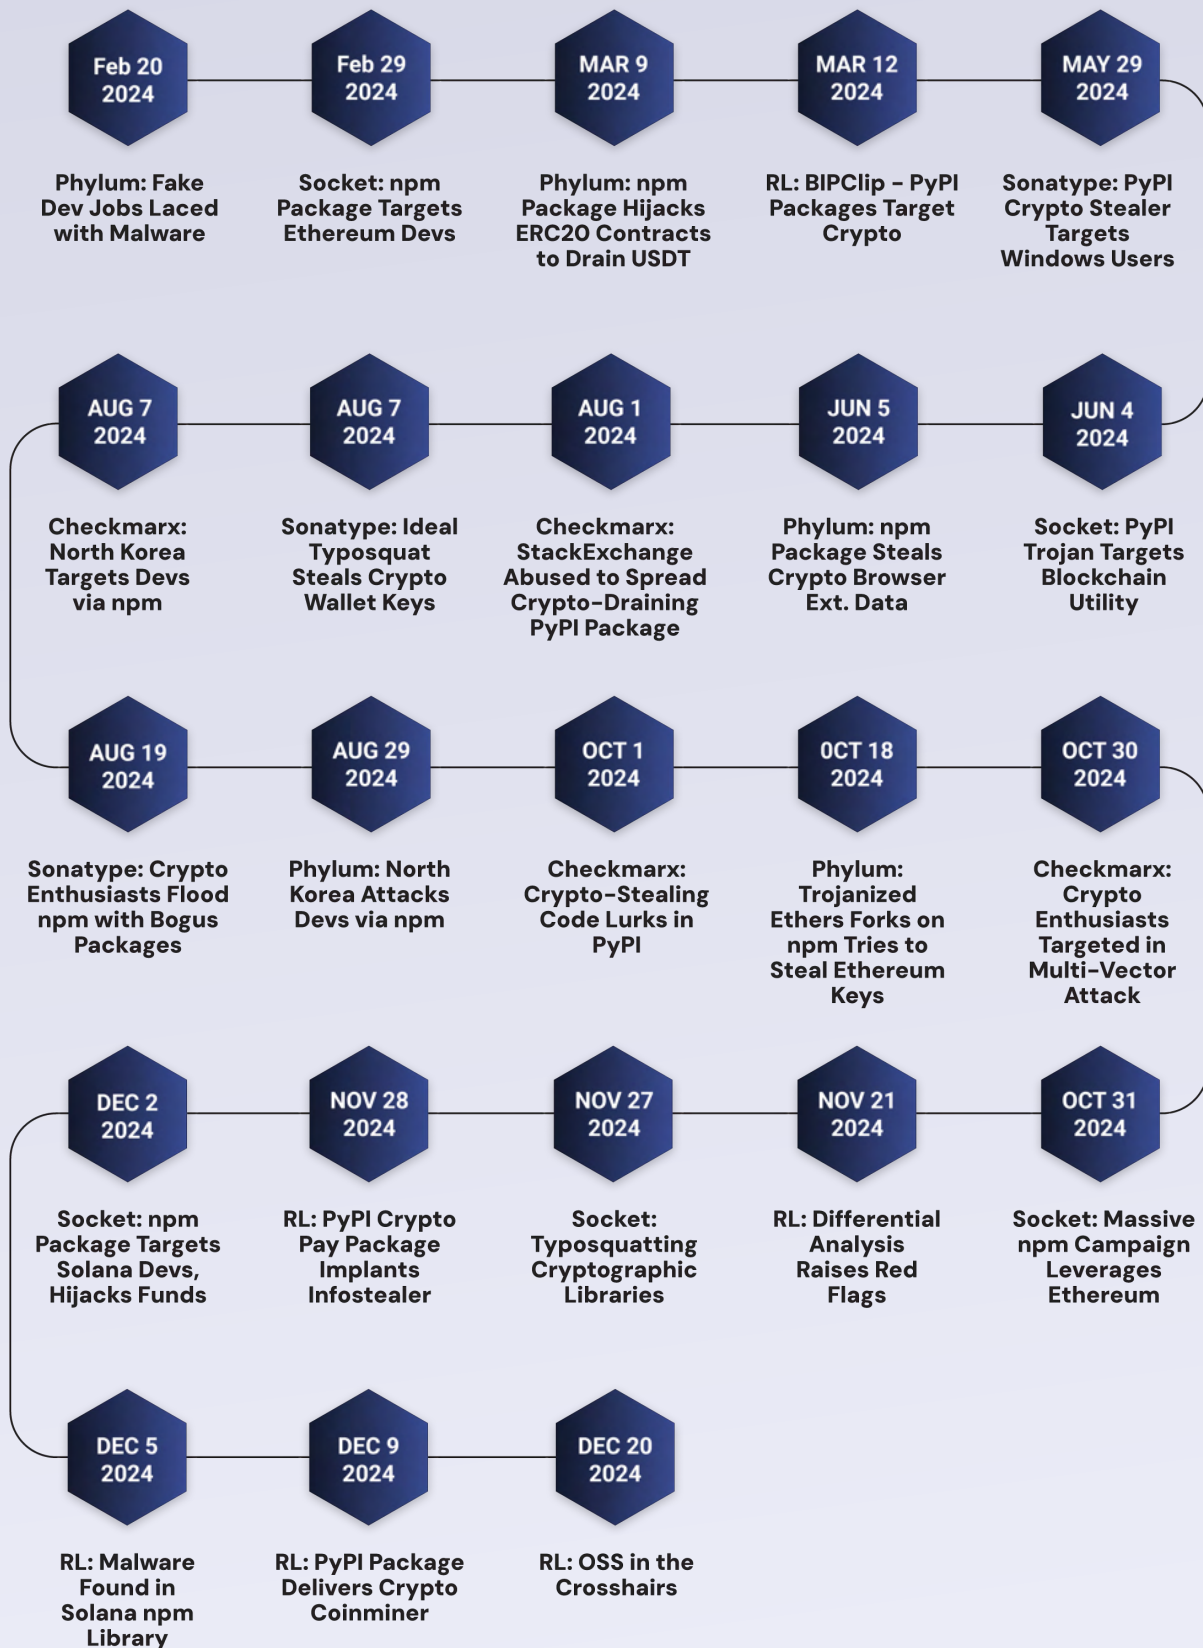 Feb 20
2024
Phylum: Fake
Dev Jobs Laced
with Malware
Feb 29
2024
Socket: npm
Package Targets
Ethereum Devs
MAR 9
2024
Phylum: npm
Package Hijacks
ERC20 Contracts
to Drain USDT
MAR 12
2024
RL: BIPClip - PyPI
Packages Target
Crypto
MAY 29
2024
Sonatype: PyPI
Crypto Stealer
Targets
Windows Users
JUN 4
2024
Socket: PyPI
Trojan Targets
Blockchain
Utility
JUN 5
2024
Phylum: npm
Package Steals
Crypto Browser
Ext. Data
AUG 1
2024
Checkmarx:
StackExchange
Abused to Spread
Crypto-Draining
PyPI Package
AUG 7
2024
Sonatype: Ideal
Typosquat
Steals Crypto
Wallet Keys
AUG 7
2024
Checkmarx:
North Korea
Targets Devs
via npm
AUG 19
2024
Sonatype: Crypto
Enthusiasts Flood
npm with Bogus
Packages
AUG 29
2024
Phylum: North
Korea Attacks
Devs via npm
OCT 1
2024
Checkmarx:
Crypto-Stealing
Code Lurks in
PyPI
0CT 18
2024
Phylum:
Trojanized
Ethers Forks on
npm Tries to
Steal Ethereum
Keys
OCT 30
2024
Checkmarx:
Crypto
Enthusiasts
Targeted in
Multi-Vector
Attack
OCT 31
2024
Socket: Massive
npm Campaign
Leverages
Ethereum
NOV 21
2024
RL: Differential
Analysis
Raises Red
Flags
NOV 27
2024
Socket:
Typosquatting
Cryptographic
Libraries
NOV 28
2024
RL: PyPI Crypto
Pay Package
Implants
Infostealer
DEC 2
2024
Socket: npm
Package Targets
Solana Devs,
Hijacks Funds
DEC 5
2024
RL: Malware
Found in
Solana npm
Library
DEC 9
2024
RL: PyPI Package
Delivers Crypto
Coinminer
DEC 20
2024
RL: OSS in the
Crosshairs